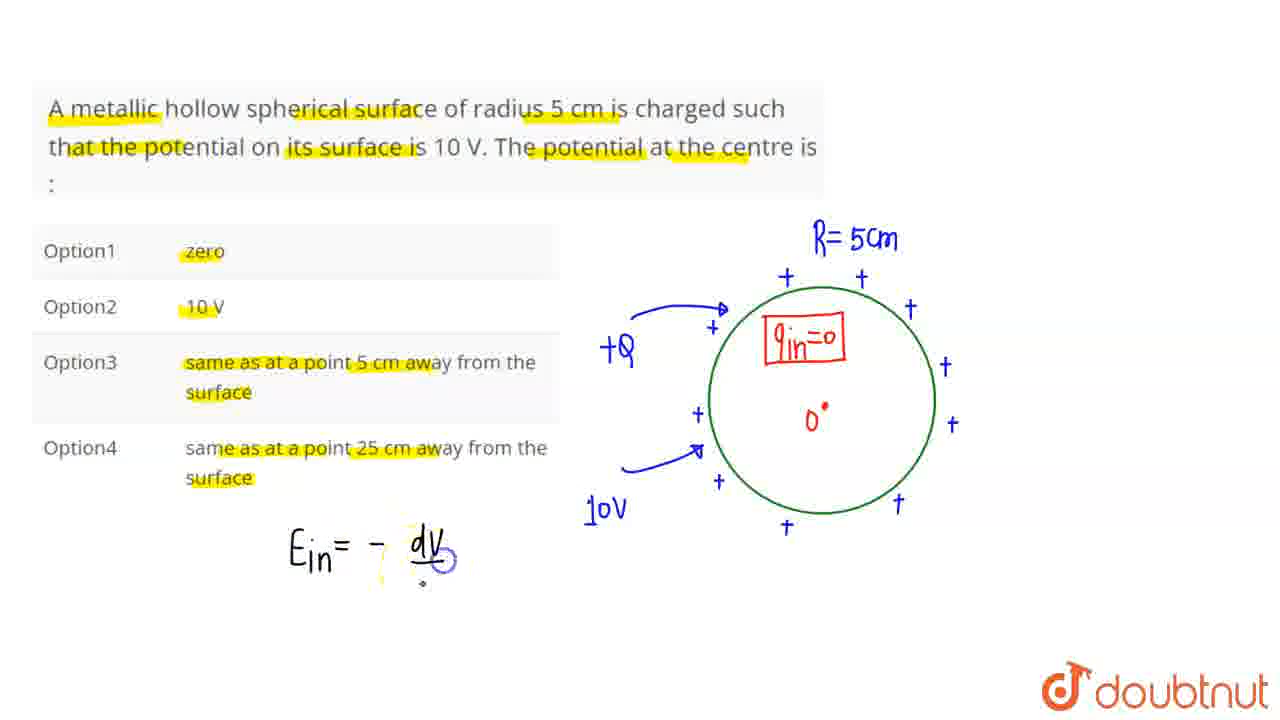 A metallic hollow spherical surface of radius 5 cm is charged such
that the potential on its surface is 10 V. The potential at the centre is
:
Option1 zero
Option2 10 V
Option3 same as at a point 5 cm away from the
surface
Option4 same as at a point 25 cm away from the
surface
R = 5cm
+ +
+ +
qin=0
+Q
+
+ +
0
+
+ +
10V
+
Ein = - dV
doubtnut